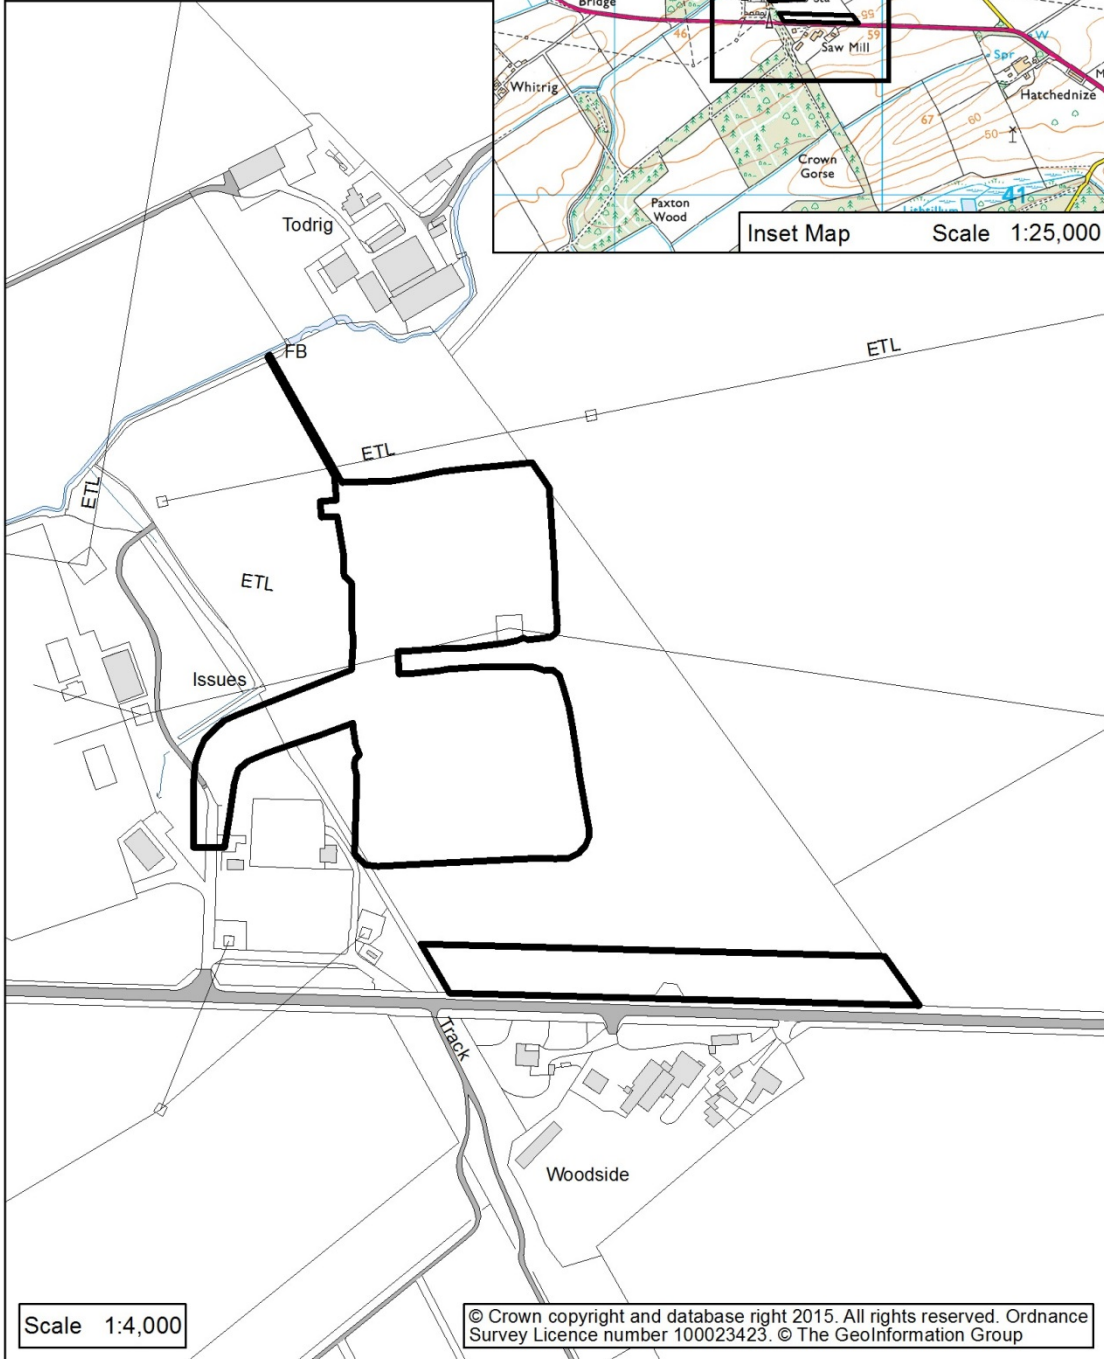 Bridge
Sta
46
55
59
Saw Mill
W
Spr
Whitrig
Hatchednize
67
60
50
Crown
Gorse
Paxton
Wood
41
Inset Map Scale 1:25,000
Todrig
FB
ETL
ETL
ETL
ETL
Issues
Track
Woodside
Scale 1:4,000
© Crown copyright and database right 2015. All rights reserved. Ordnance
Survey Licence number 100023423. © The GeoInformation Group